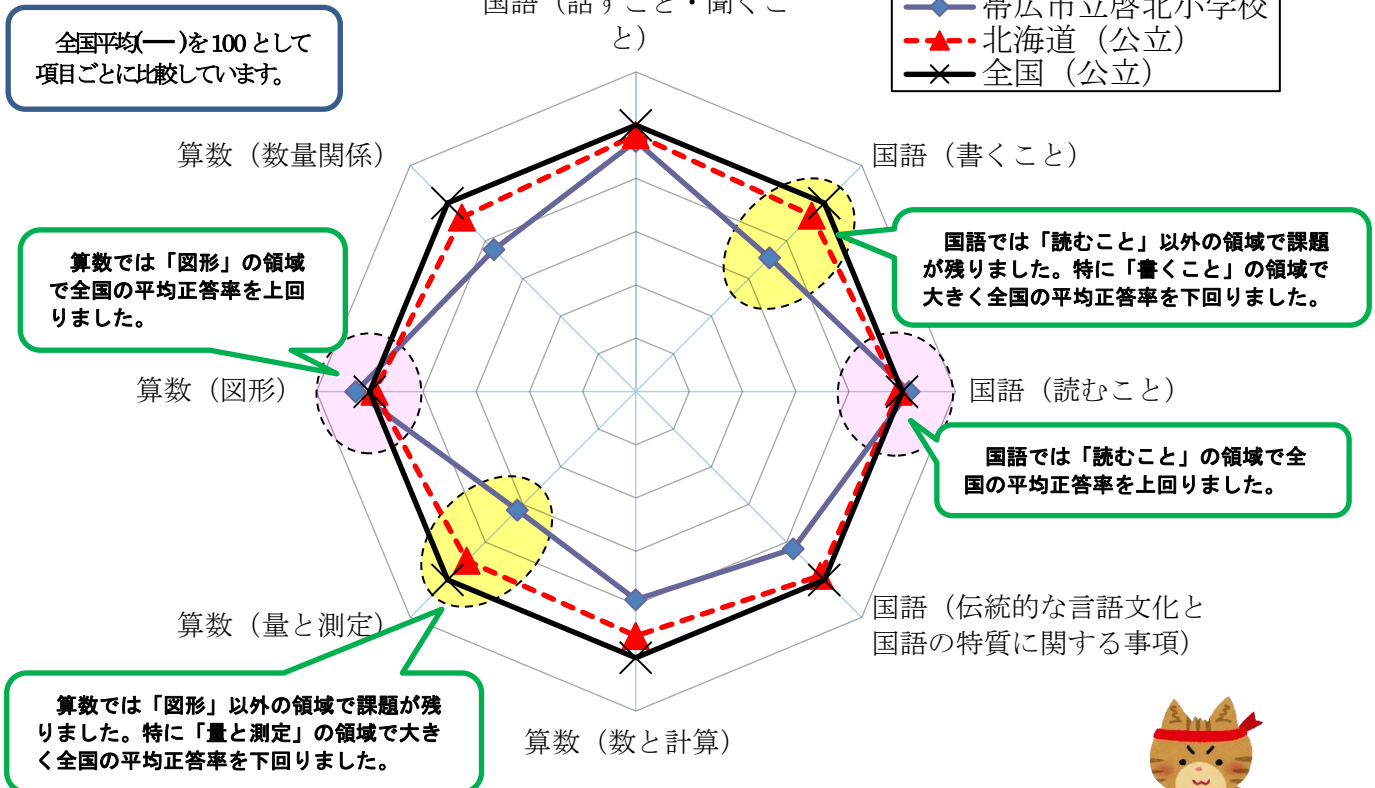 国語（話すこと・聞くこ
と）
帯広市立啓北小学校
北海道（公立）
全国（公立）
全国平均(━━)を100として
項目ごとに比較しています。
算数（数量関係）
国語（書くこと）
国語では「読むこと」以外の領域で課題
が残りました。特に「書くこと」の領域で
大きく全国の平均正答率を下回りました。
算数では「図形」の領域
で全国の平均正答率を上回
りました。
算数（図形）
国語（読むこと）
国語では「読むこと」の領域で全
国の平均正答率を上回りました。
算数（量と測定）
国語（伝統的な言語文化と
国語の特質に関する事項）
算数では「図形」以外の領域で課題が残
りました。特に「量と測定」の領域で大き
く全国の平均正答率を下回りました。
算数（数と計算）